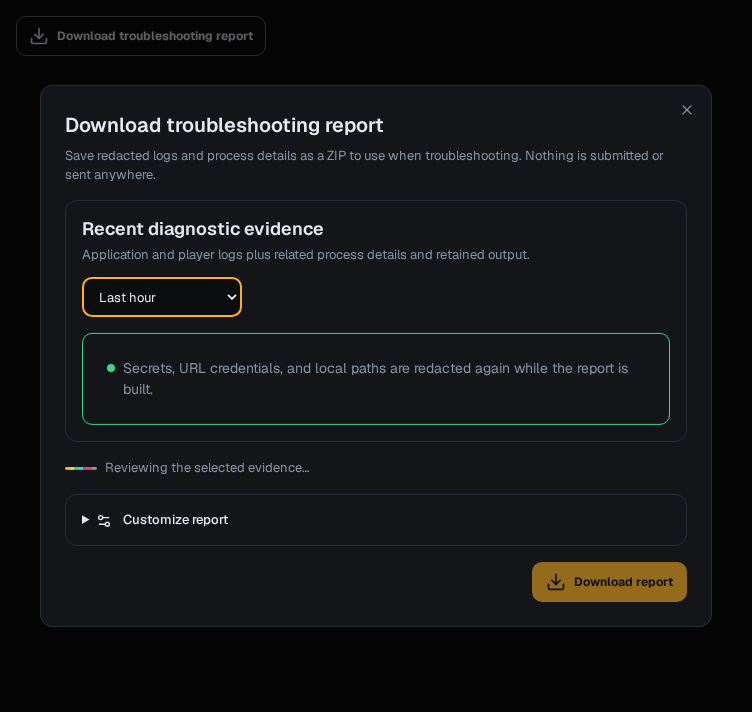 Download troubleshooting report
Download troubleshooting report
Save redacted logs and process details as a ZIP to use when troubleshooting. Nothing is submitted or
sent anywhere.
Recent diagnostic evidence
Application and player logs plus related process details and retained output.
Last hour
Secrets, URL credentials, and local paths are redacted again while the report is
built.
Reviewing the selected evidence…
Customize report
Download report